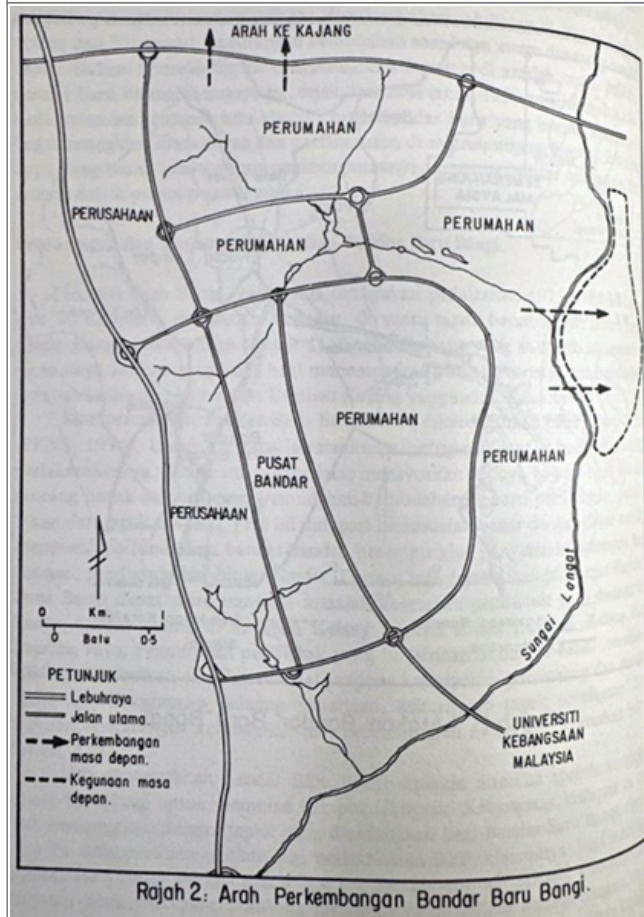 ARAH KE KAJANG
PERUMAHAN
PERUSAHAAN
PERUMAHAN
PERUMAHAN
PERUMAHAN
PUSAT
BANDAR
PERUMAHAN
PERUSAHAAN
Sungai Langat
0 Km. 1
0 Batu 0.5
PETUNJUK
Lebuhraya
Jalan utama
Perkembangan
masa depan.
Kegunaan masa
depan.
UNIVERSITI
KEBANGSAAN
MALAYSIA
Rajah 2: Arah Perkembangan Bandar Baru Bangi.